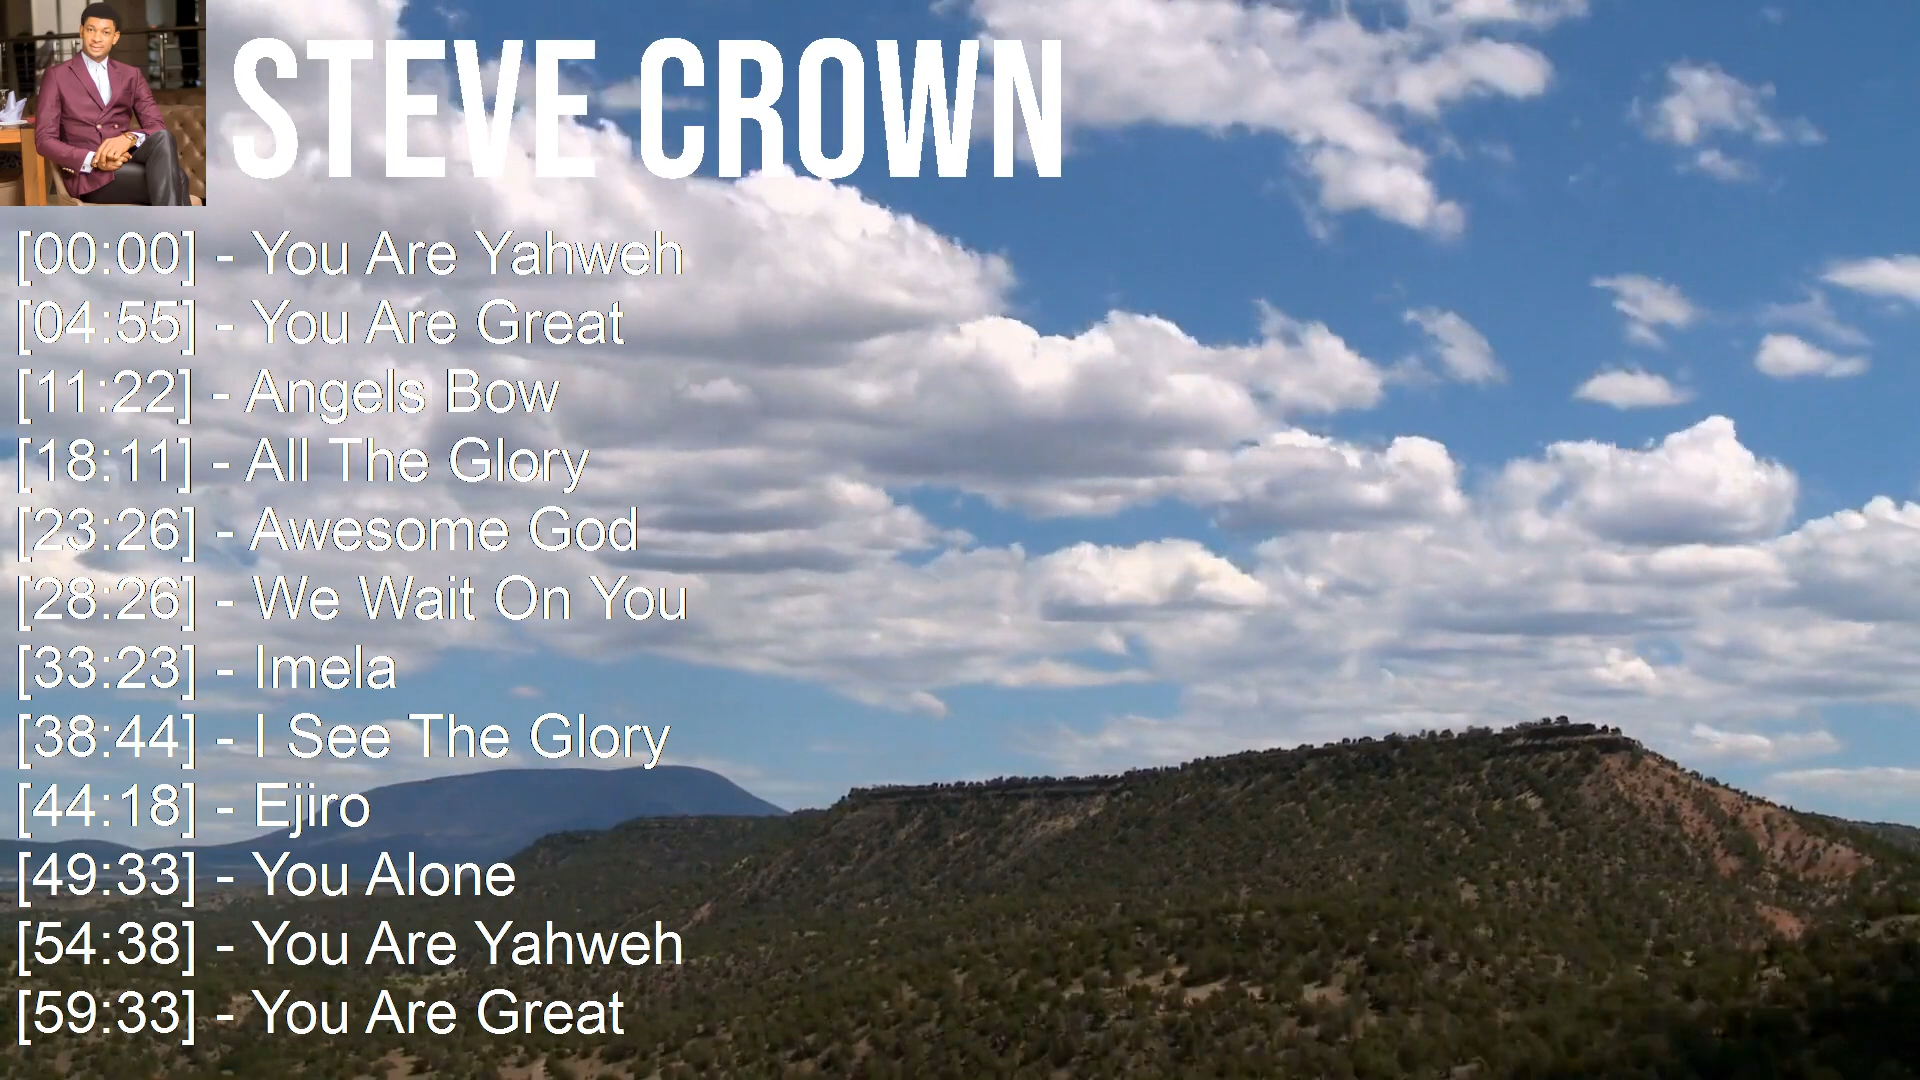 STEVE CROWN
[00:00] - You Are Yahweh
[04:55] - You Are Great
[11:22] - Angels Bow
[18:11] - All The Glory
[23:26] - Awesome God
[28:26] - We Wait On You
[33:23] - Imela
[38:44] - I See The Glory
[44:18] - Ejiro
[49:33] - You Alone
[54:38] - You Are Yahweh
[59:33] - You Are Great